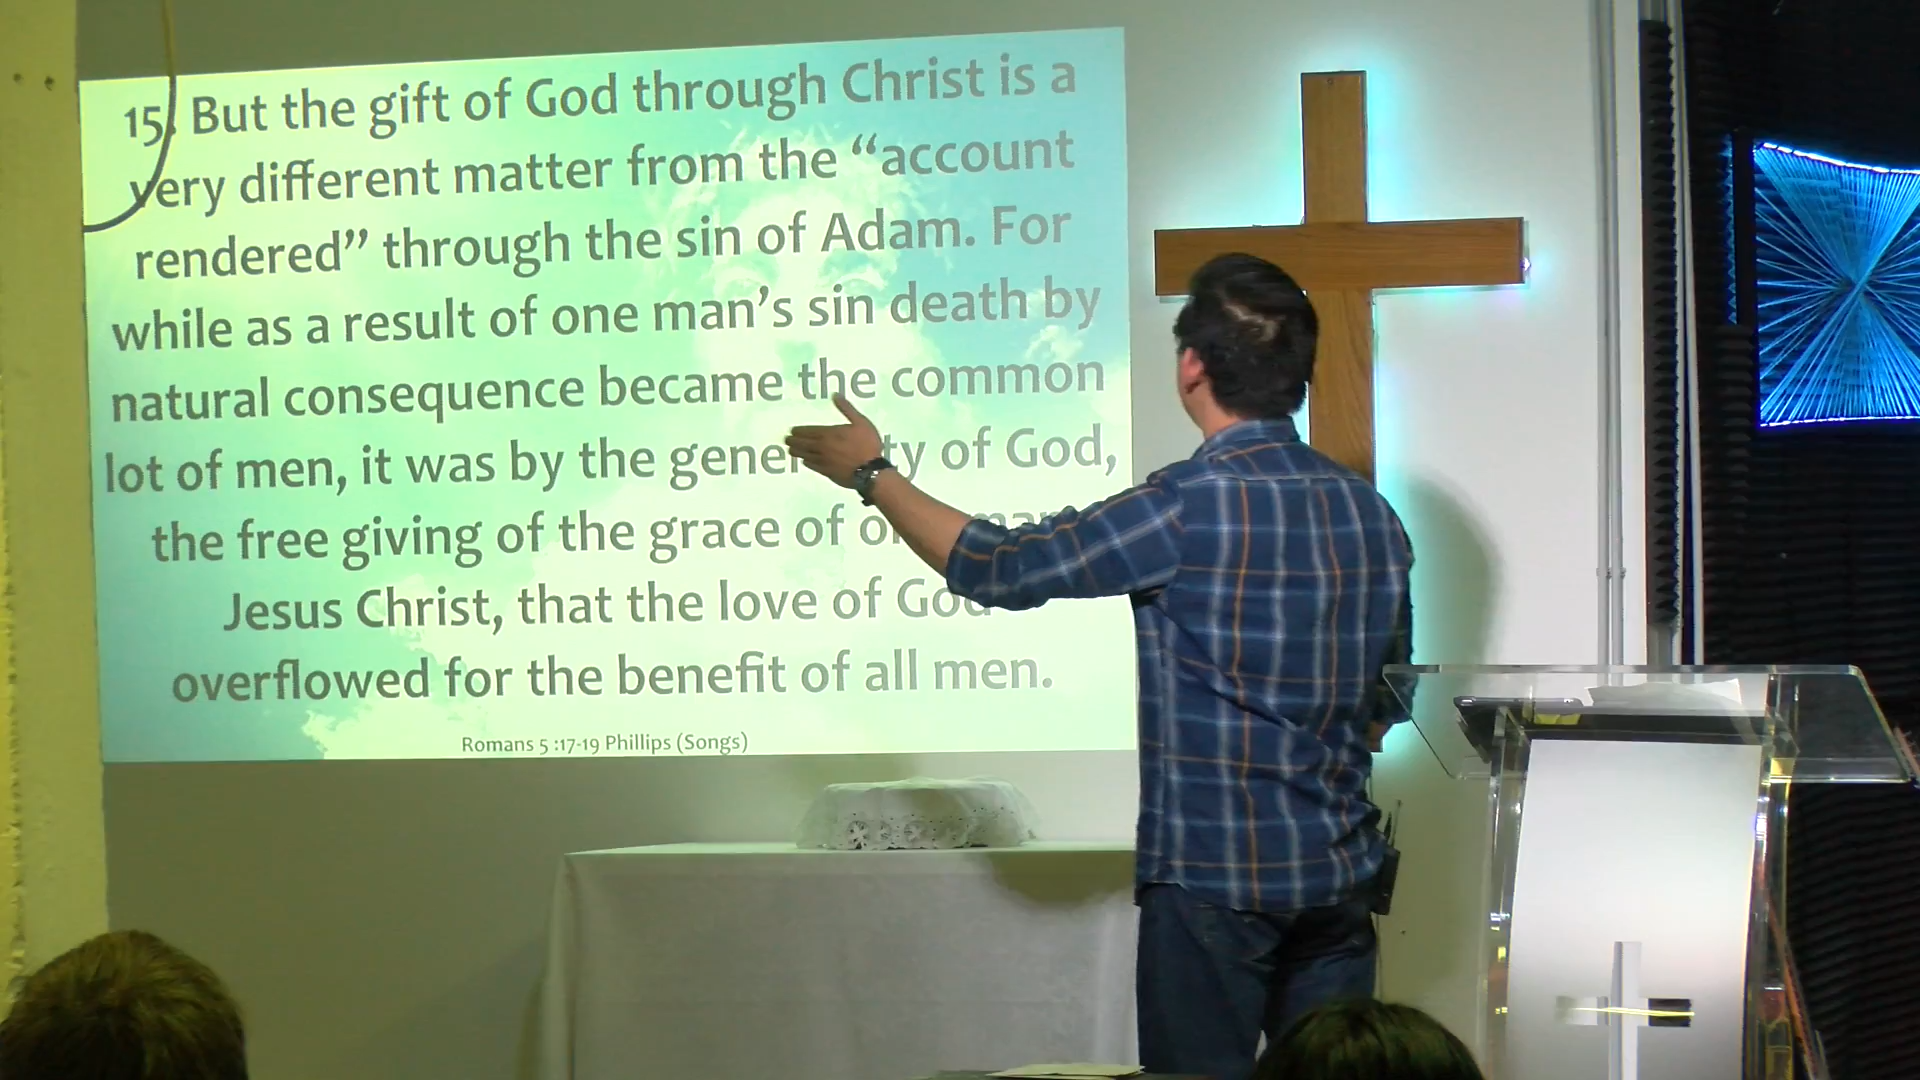 15. But the gift of God through Christ is a
very different matter from the “account
rendered” through the sin of Adam. For
while as a result of one man’s sin death by
natural consequence became the common
lot of men, it was by the of God,
the free giving of the grace of
Jesus Christ, that the love of God
overflowed for the benefit of all men.
Romans 5 :17-19 Phillips (Songs)